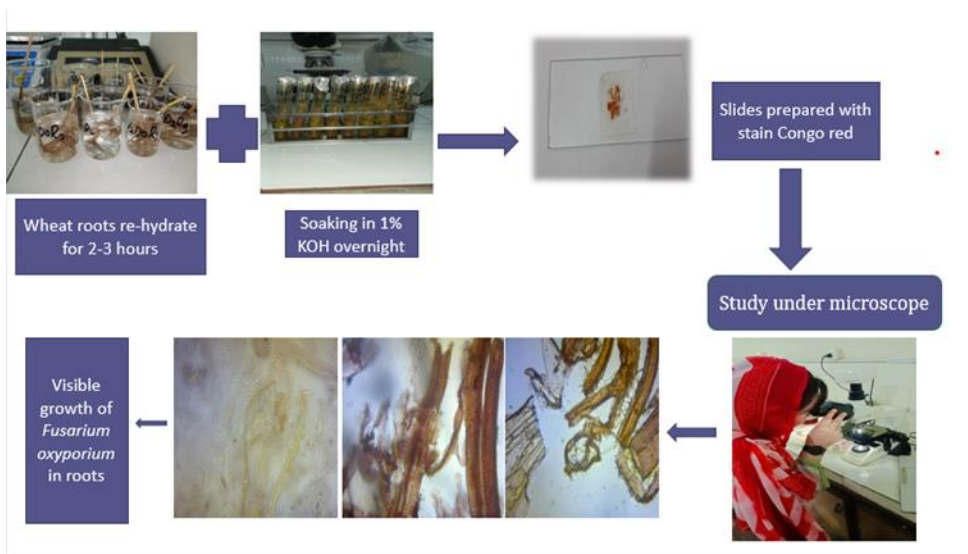 Wheat roots re-hydrate
for 2-3 hours
Soaking in 1%
KOH overnight
Slides prepared with
stain Congo red
Study under microscope
Visible
growth of
Fusarium
oxyporium
in roots